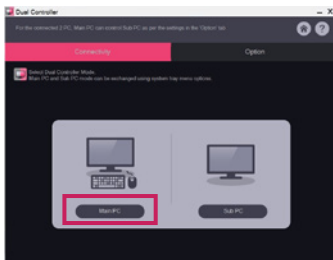 Dual Controller
For the connected 2 PC, Main PC can control Sub PC as per the settings in the 'Option' tab
Connectivity
Option
Select Dual Controller Mode.
Main PC and Sub PC mode can be exchanged using system tray menu options.
Main PC
Sub PC